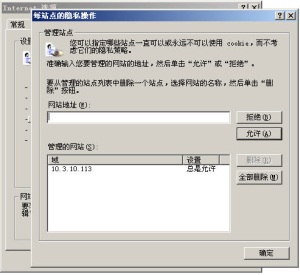 Internet 选项
每站点的隐私操作
常规
管理站点
您可以指定哪些站点一直可以或永远不可以使用 cookie，而不考虑它们的隐私策略。
准确输入您要管理的网站的地址，然后单击“允许”或“拒绝”。
要从管理的站点列表中删除一个站点，选择网站的名称，然后单击“删除”按钮。
网站地址(W):
拒绝(B)
允许(A)
管理的网站(S):
域 设置
10.3.10.113 总是允许
删除(R)
全部删除(M)
确定